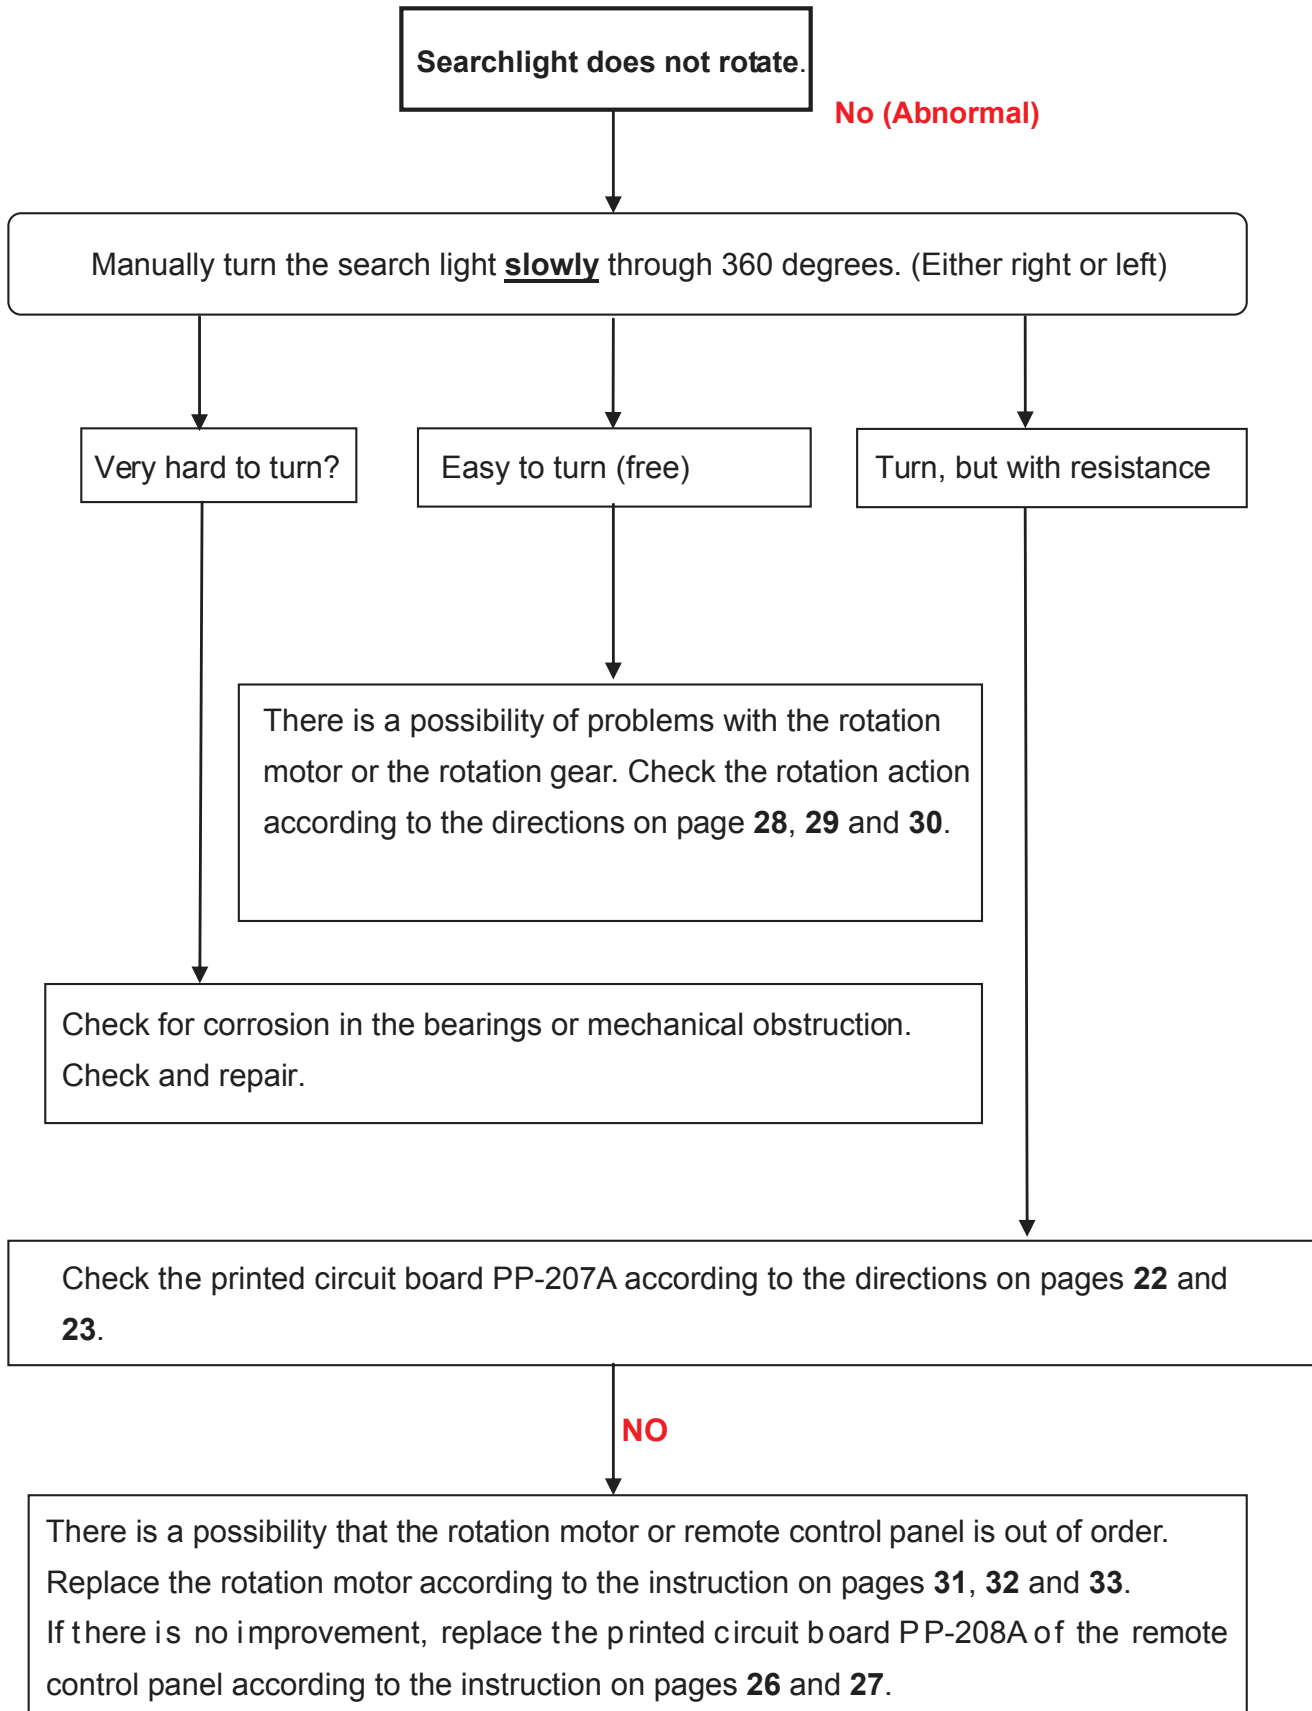 Searchlight does not rotate.
No (Abnormal)
Manually turn the search light slowly through 360 degrees. (Either right or left)
Very hard to turn?
Easy to turn (free)
Turn, but with resistance
There is a possibility of problems with the rotation
motor or the rotation gear. Check the rotation action
according to the directions on page 28, 29 and 30.
Check for corrosion in the bearings or mechanical obstruction.
Check and repair.
Check the printed circuit board PP-207A according to the directions on pages 22 and
23.
NO
There is a possibility that the rotation motor or remote control panel is out of order.
Replace the rotation motor according to the instruction on pages 31, 32 and 33.
If there is no improvement, replace the printed circuit board PP-208A of the remote
control panel according to the instruction on pages 26 and 27.